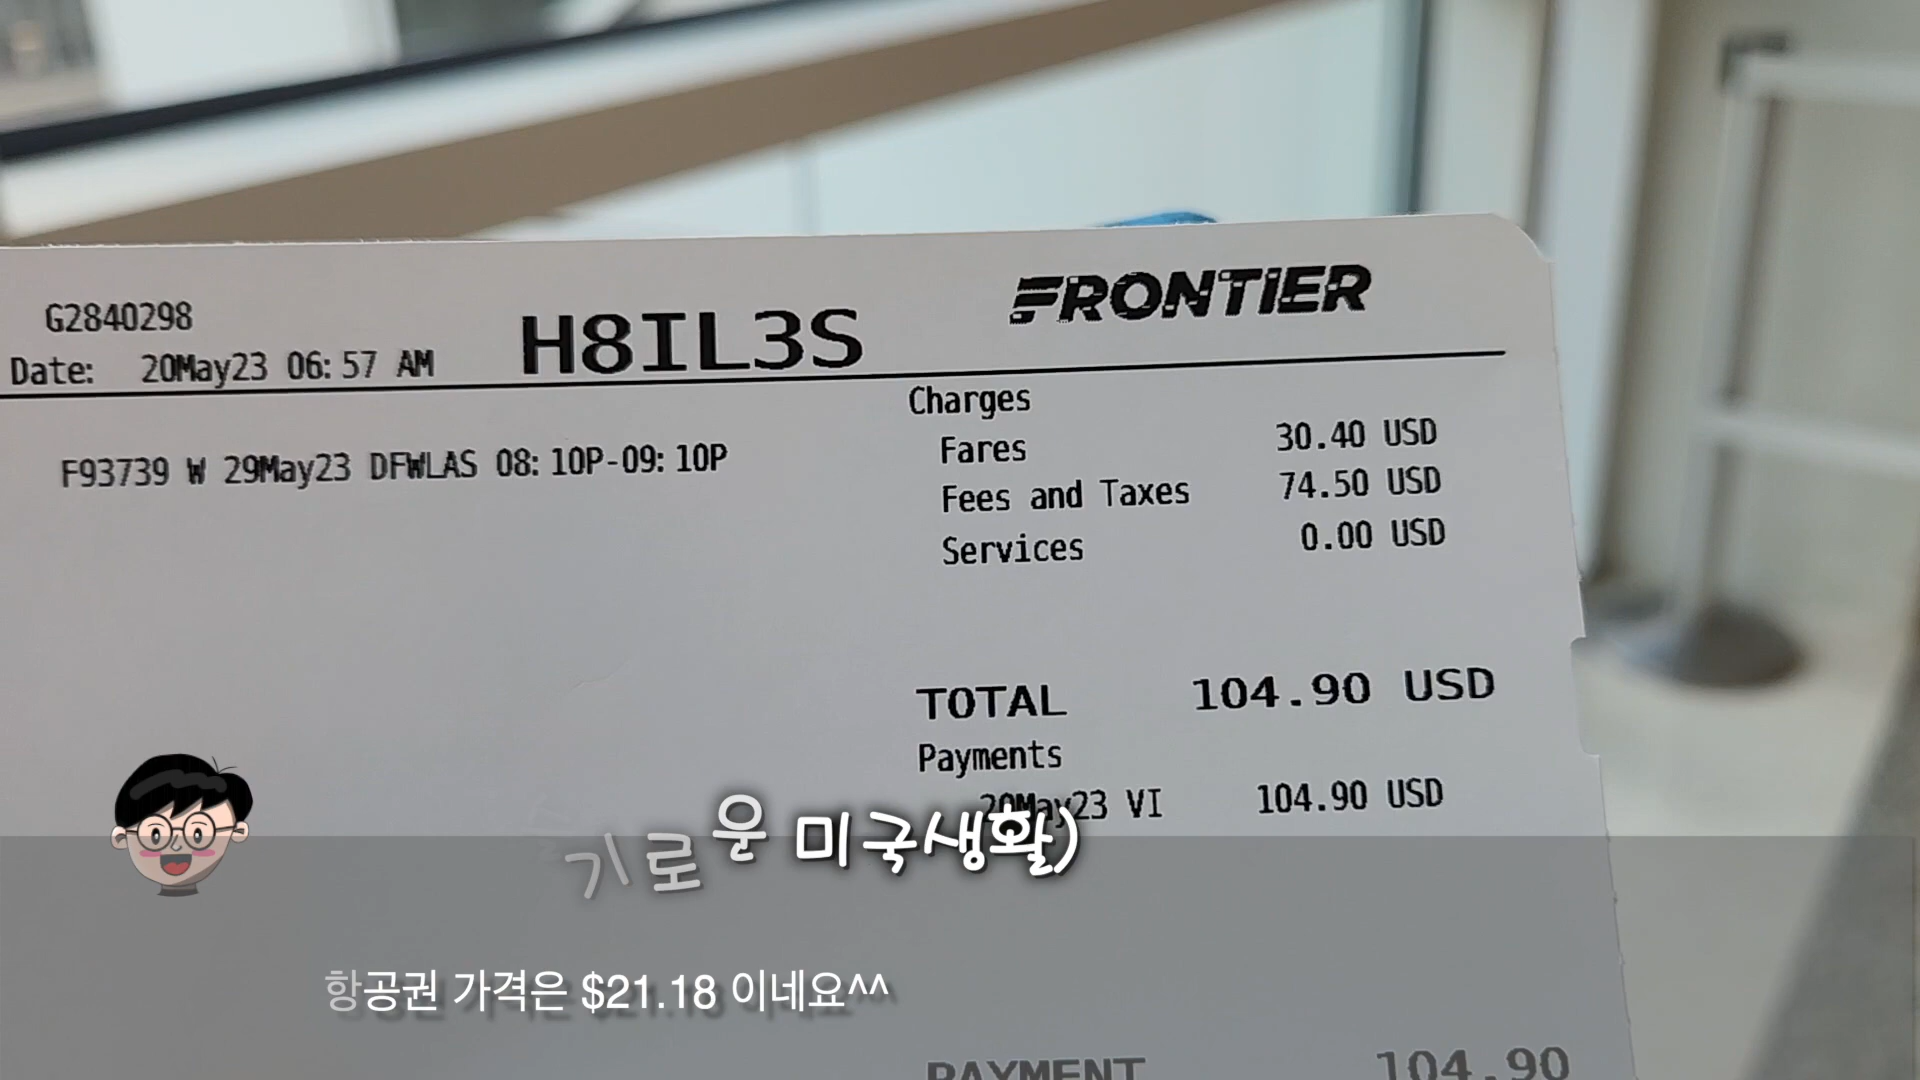 G2840298
Date: 20May23 06:57 AM
H8IL3S
FRONTIER
F93739 W 29May23 DFWLAS 08:10P-09:10P
Charges
Fares 30.40 USD
Fees and Taxes 74.50 USD
Services 0.00 USD
TOTAL 104.90 USD
Payments
20May23 VI 104.90 USD
기로운 미국생활)
항공권 가격은 $21.18 이네요^^
PAYMENT 104.90